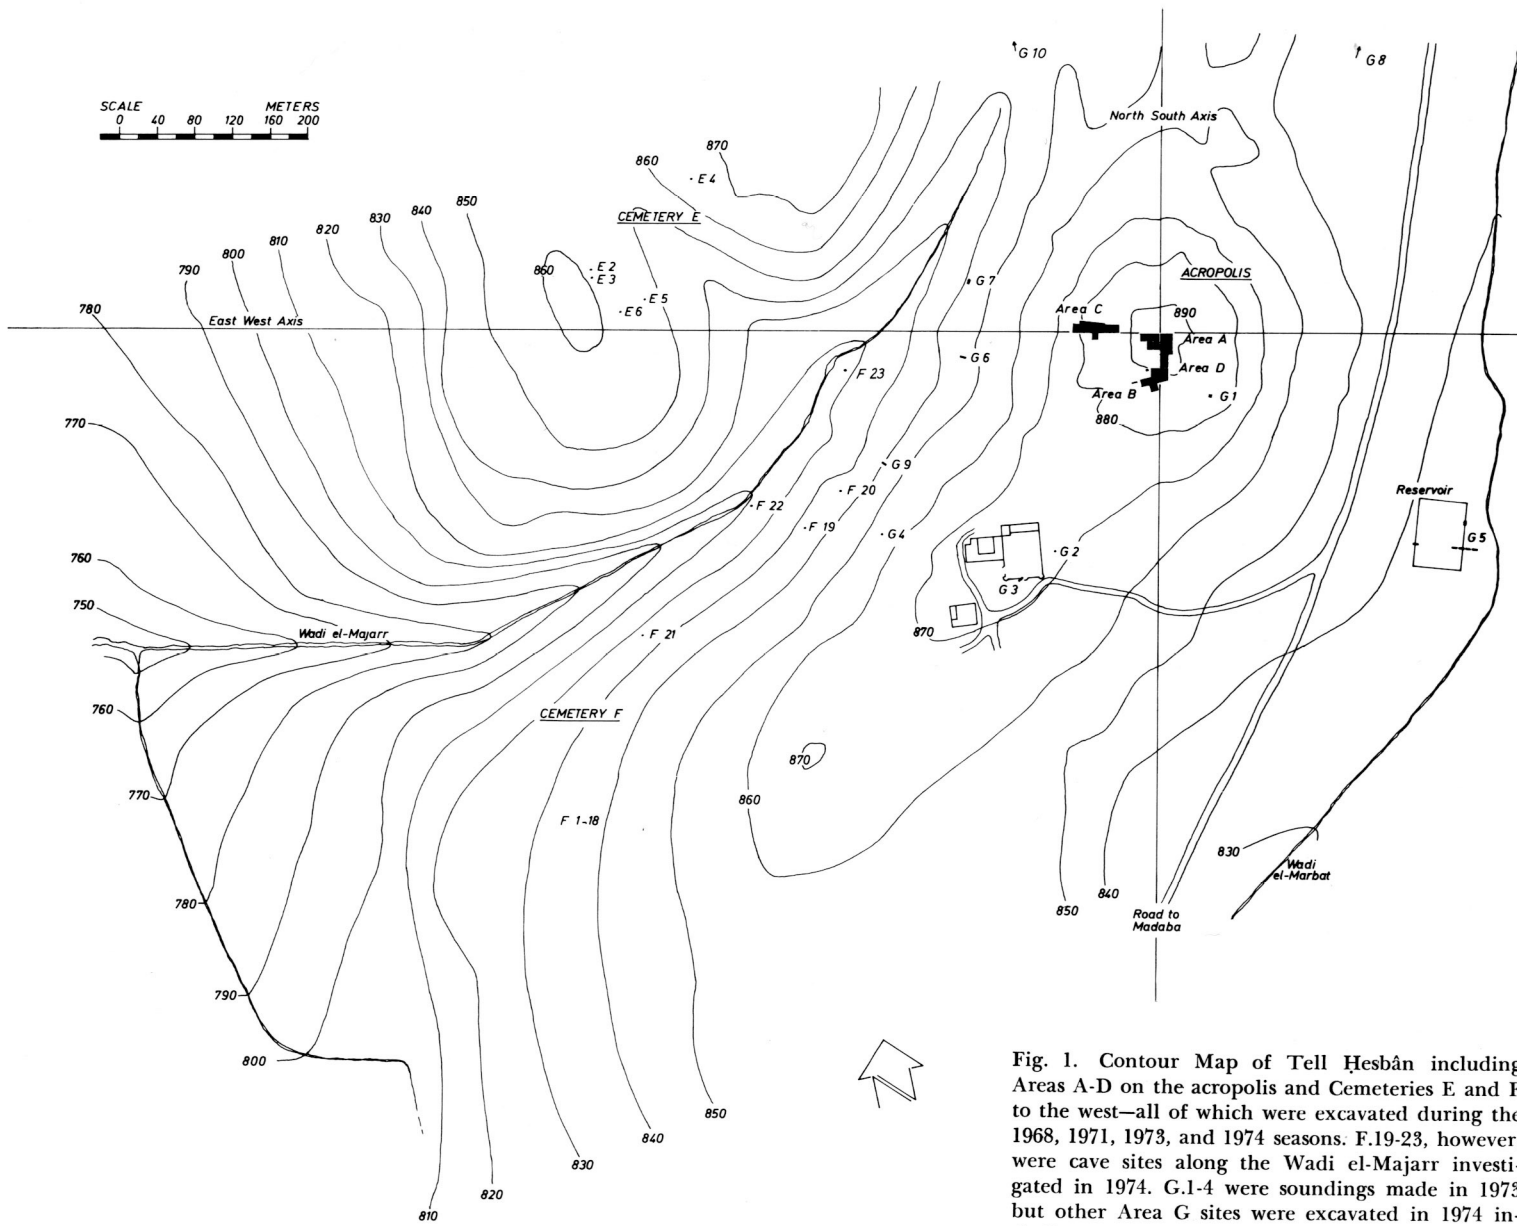 G 10
G 8
SCALE METERS
0 40 80 120 160 200
North South Axis
870
860
E 4
850
840
830
820
810
800
790
780
CEMETERY E
860
E 2
E 3
E 5
E 6
East West Axis
G 7
ACROPOLIS
Area C
890
Area A
G 6
Area D
F 23
Area B
G 1
880
770
G 9
F 20
Reservoir
F 22
F 19
G 4
G 5
G 2
760
G 3
750
Wadi el-Majarr
F 21
870
760
CEMETERY F
870
770
860
F 1-18
830
Wadi
el-Marbat
780
850
840
Road to
Madaba
790
800
850
840
830
820
810
Fig. 1. Contour Map of Tell Ḥesbân including
Areas A-D on the acropolis and Cemeteries E and F
to the west—all of which were excavated during the
1968, 1971, 1973, and 1974 seasons. F.19-23, however
were cave sites along the Wadi el-Majarr investi-
gated in 1974. G.1-4 were soundings made in 1973
but other Area G sites were excavated in 1974 in-